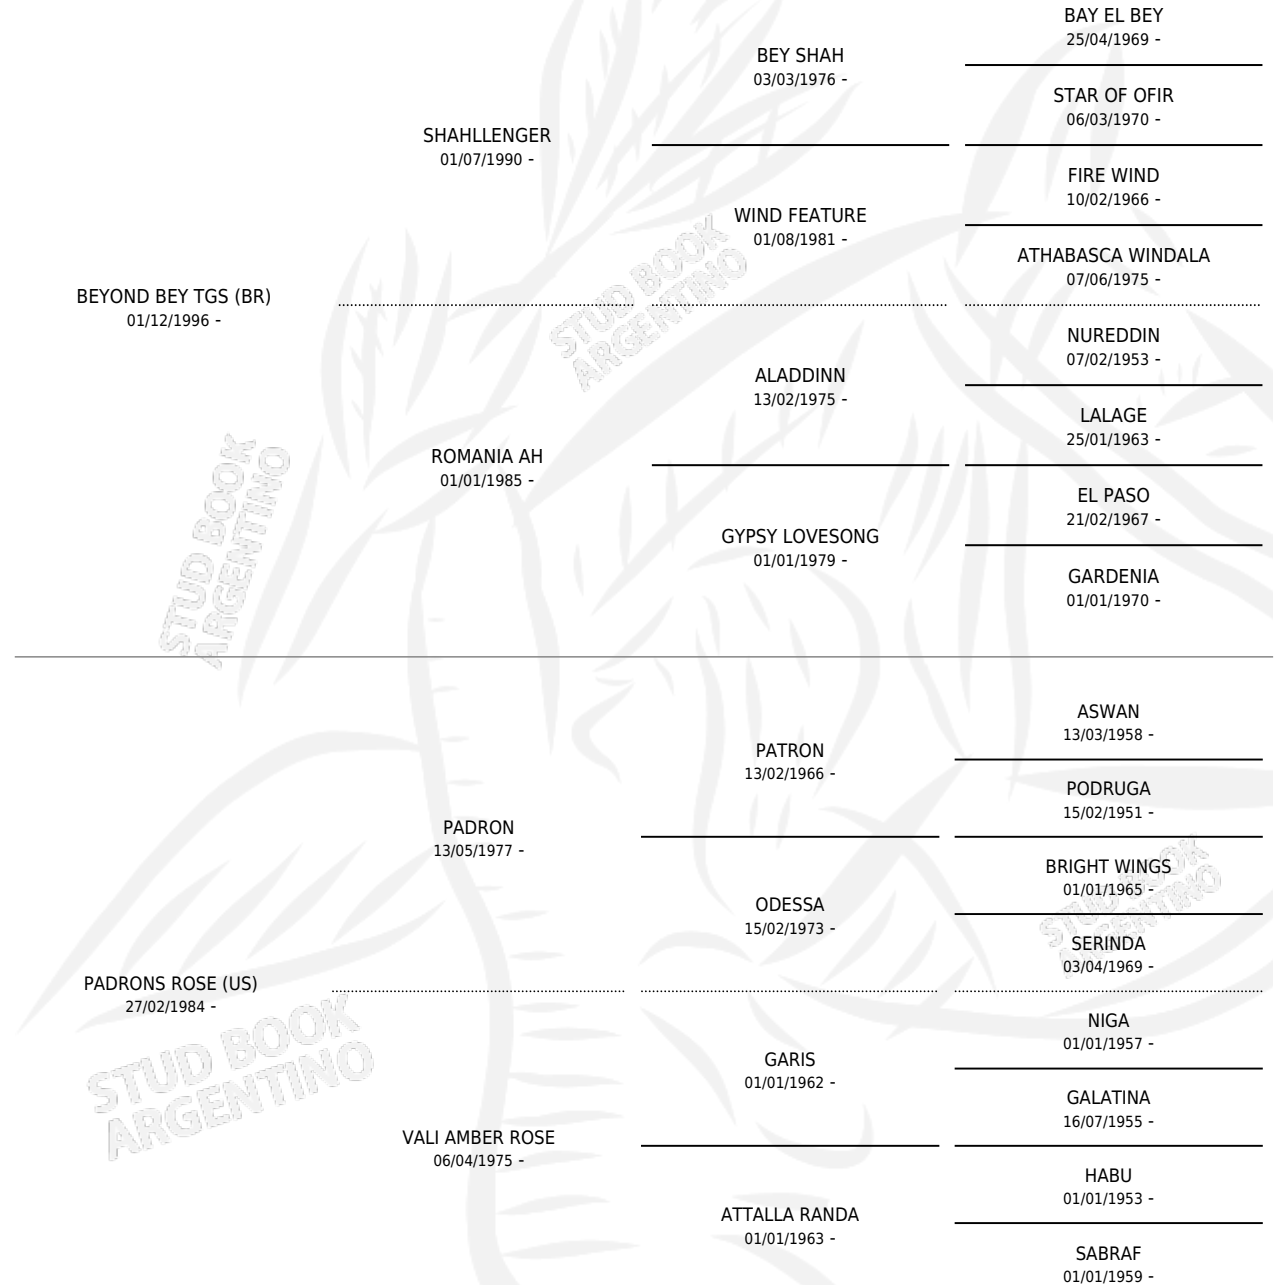 BAY EL BEY
25/04/1969 -
BEY SHAH
03/03/1976 -
STAR OF OFIR
06/03/1970 -
SHAHLLENGER
01/07/1990 -
FIRE WIND
10/02/1966 -
WIND FEATURE
01/08/1981 -
ATHABASCA WINDALA
07/06/1975 -
BEYOND BEY TGS (BR)
01/12/1996 -
NUREDDIN
07/02/1953 -
ALADDINN
13/02/1975 -
LALAGE
25/01/1963 -
ROMANIA AH
01/01/1985 -
EL PASO
21/02/1967 -
GYPSY LOVESONG
01/01/1979 -
GARDENIA
01/01/1970 -
STUD BOOK
ARGENTINO
STUD BOOK
ARGENTINO
ASWAN
13/03/1958 -
PATRON
13/02/1966 -
PODRUGA
15/02/1951 -
PADRON
13/05/1977 -
BRIGHT WINGS
01/01/1965 -
ODESSA
15/02/1973 -
SERINDA
03/04/1969 -
PADRONS ROSE (US)
27/02/1984 -
NIGA
01/01/1957 -
GARIS
01/01/1962 -
GALATINA
16/07/1955 -
VALI AMBER ROSE
06/04/1975 -
HABU
01/01/1953 -
ATTALLA RANDA
01/01/1963 -
SABRAF
01/01/1959 -
STUD BOOK
ARGENTINO
STUD BOOK
ARGENTINO